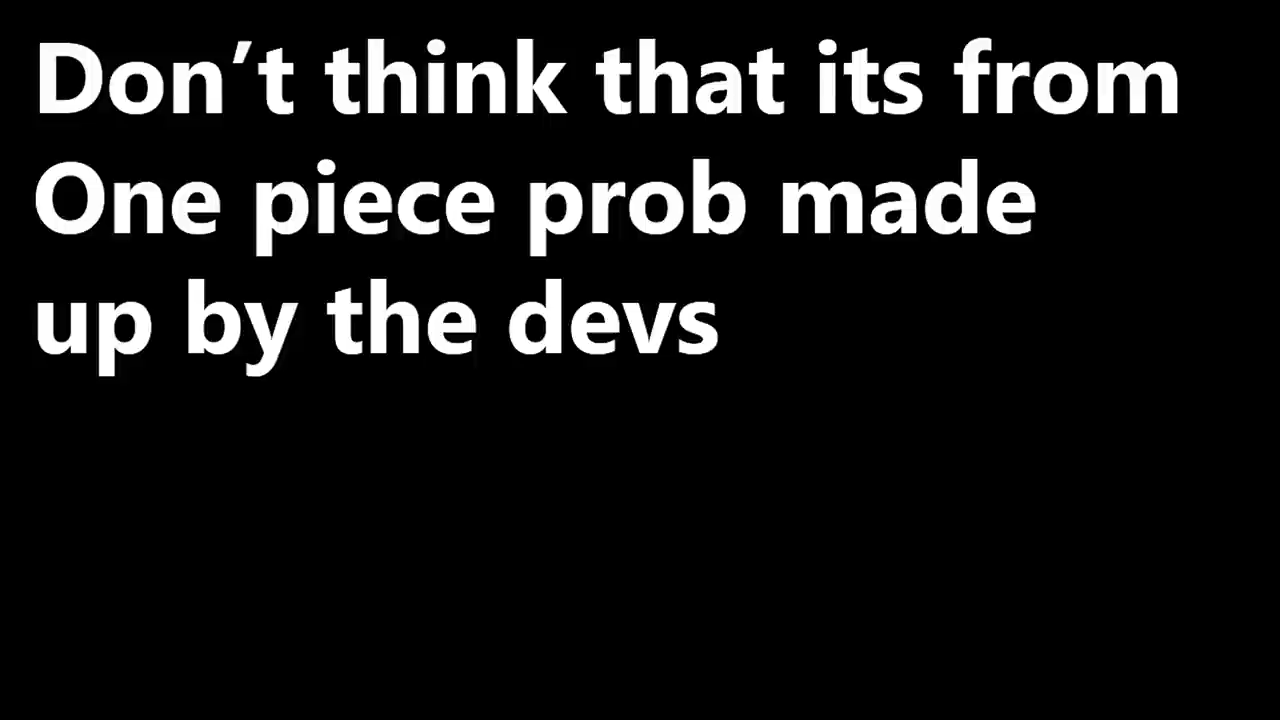 Don’t think that its from
One piece prob made
up by the devs